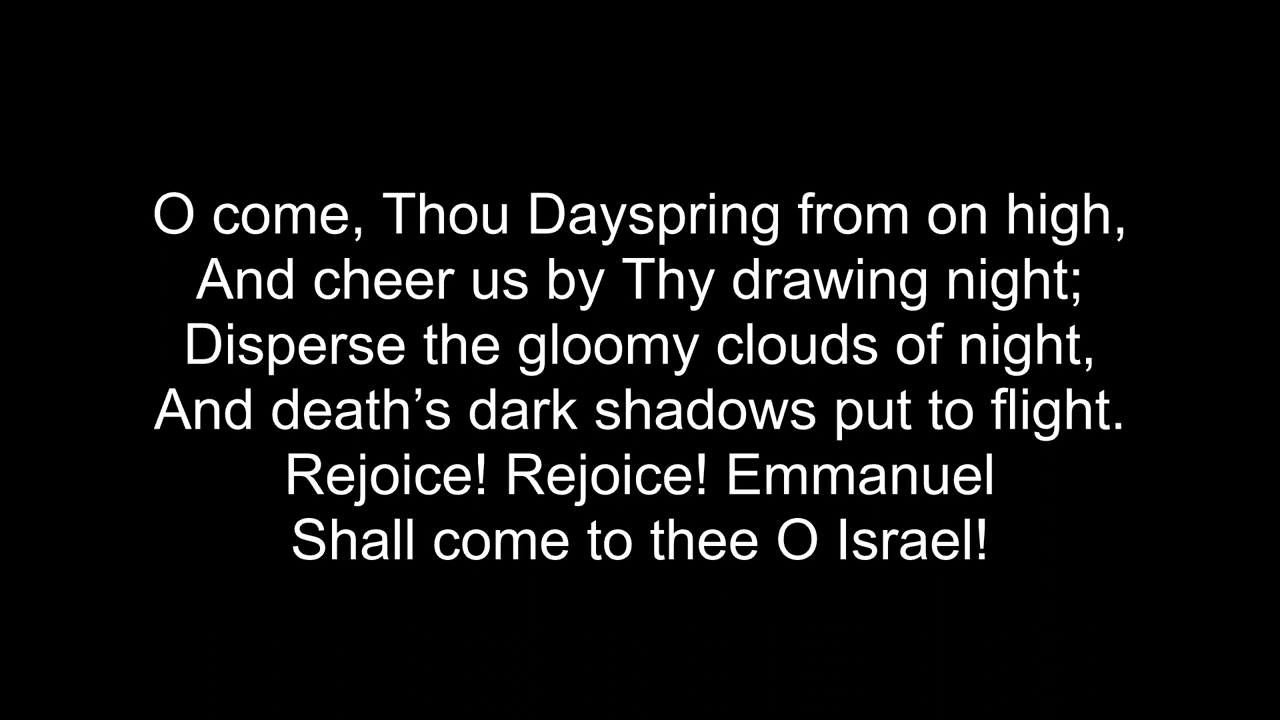 O come, Thou Dayspring from on high,
And cheer us by Thy drawing night;
Disperse the gloomy clouds of night,
And death’s dark shadows put to flight.
Rejoice! Rejoice! Emmanuel
Shall come to thee O Israel!